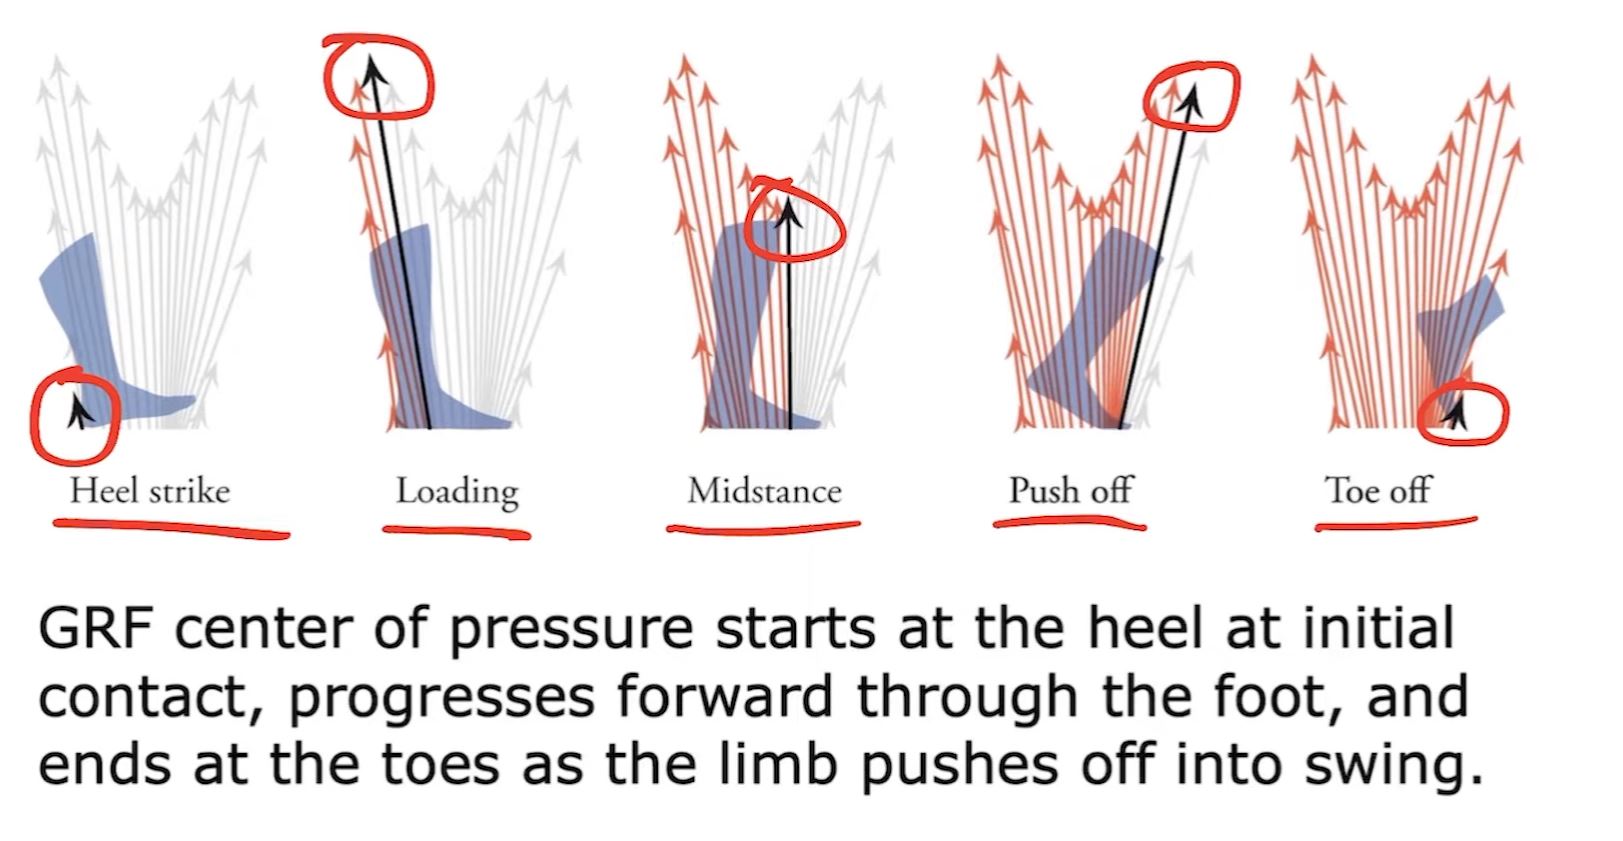 Heel strike Loading Midstance Push off Toe off
GRF center of pressure starts at the heel at initial
contact, progresses forward through the foot, and
ends at the toes as the limb pushes off into swing.